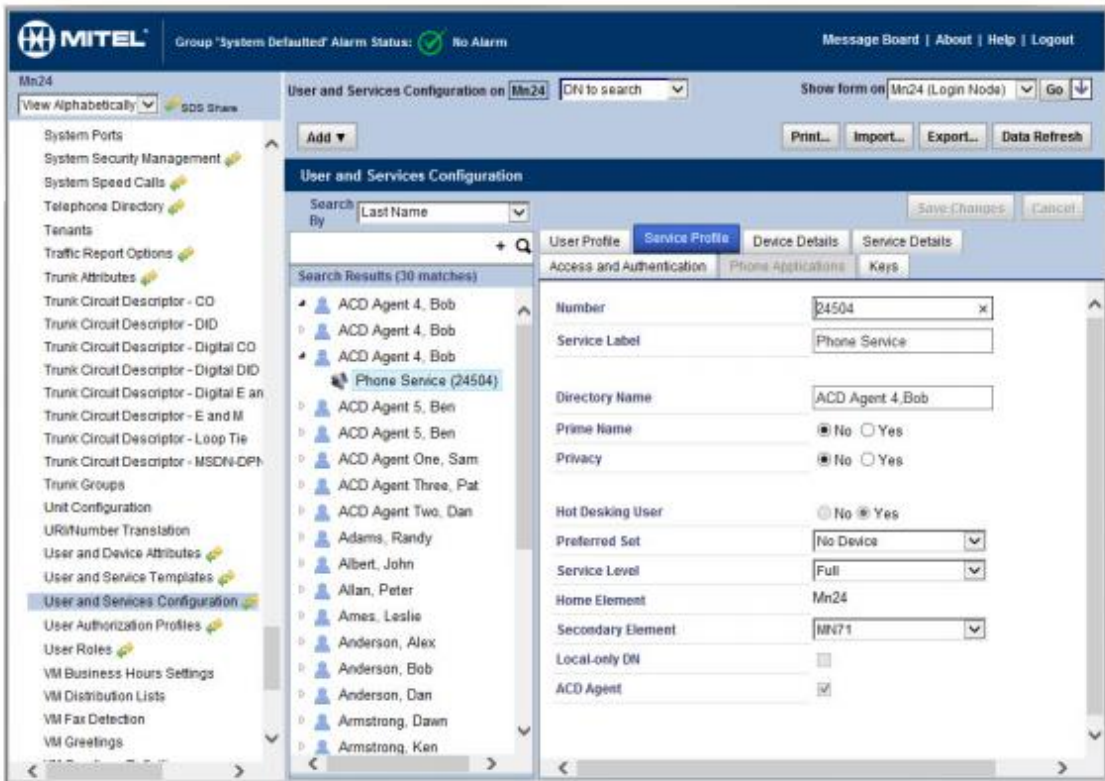 MITEL
Group 'System Defaulted' Alarm Status: No Alarm
Message Board | About | Help | Logout
Mn24
View Alphabetically
SDS Share
User and Services Configuration on Mn24
DN to search
Show form on Mn24 (Login Node)
Go
Add ▼
Print...
Import...
Export...
Data Refresh
System Ports
System Security Management
System Speed Calls
Telephone Directory
Tenants
Traffic Report Options
Trunk Attributes
Trunk Circuit Descriptor - CO
Trunk Circuit Descriptor - DID
Trunk Circuit Descriptor - Digital CO
Trunk Circuit Descriptor - Digital DID
Trunk Circuit Descriptor - Digital E an
Trunk Circuit Descriptor - E and M
Trunk Circuit Descriptor - Loop Tie
Trunk Circuit Descriptor - MSDN-DPN
Trunk Groups
Unit Configuration
URI/Number Translation
User and Device Attributes
User and Service Templates
User and Services Configuration
User Authorization Profiles
User Roles
VM Business Hours Settings
VM Distribution Lists
VM Fax Detection
VM Greetings
User and Services Configuration
Search By
Last Name
Save Changes
Cancel
Search Results (30 matches)
ACD Agent 4, Bob
ACD Agent 4, Bob
ACD Agent 4, Bob
Phone Service (24504)
ACD Agent 5, Ben
ACD Agent 5, Ben
ACD Agent One, Sam
ACD Agent Three, Pat
ACD Agent Two, Dan
Adams, Randy
Albert, John
Allan, Peter
Ames, Leslie
Anderson, Alex
Anderson, Bob
Anderson, Dan
Armstrong, Dawn
Armstrong, Ken
User Profile
Service Profile
Device Details
Service Details
Access and Authentication
Phone Applications
Keys
Number 24504
Service Label Phone Service
Directory Name ACD Agent 4,Bob
Prime Name No Yes
Privacy No Yes
Hot Desking User No Yes
Preferred Set No Device
Service Level Full
Home Element Mn24
Secondary Element MN71
Local-only DN
ACD Agent